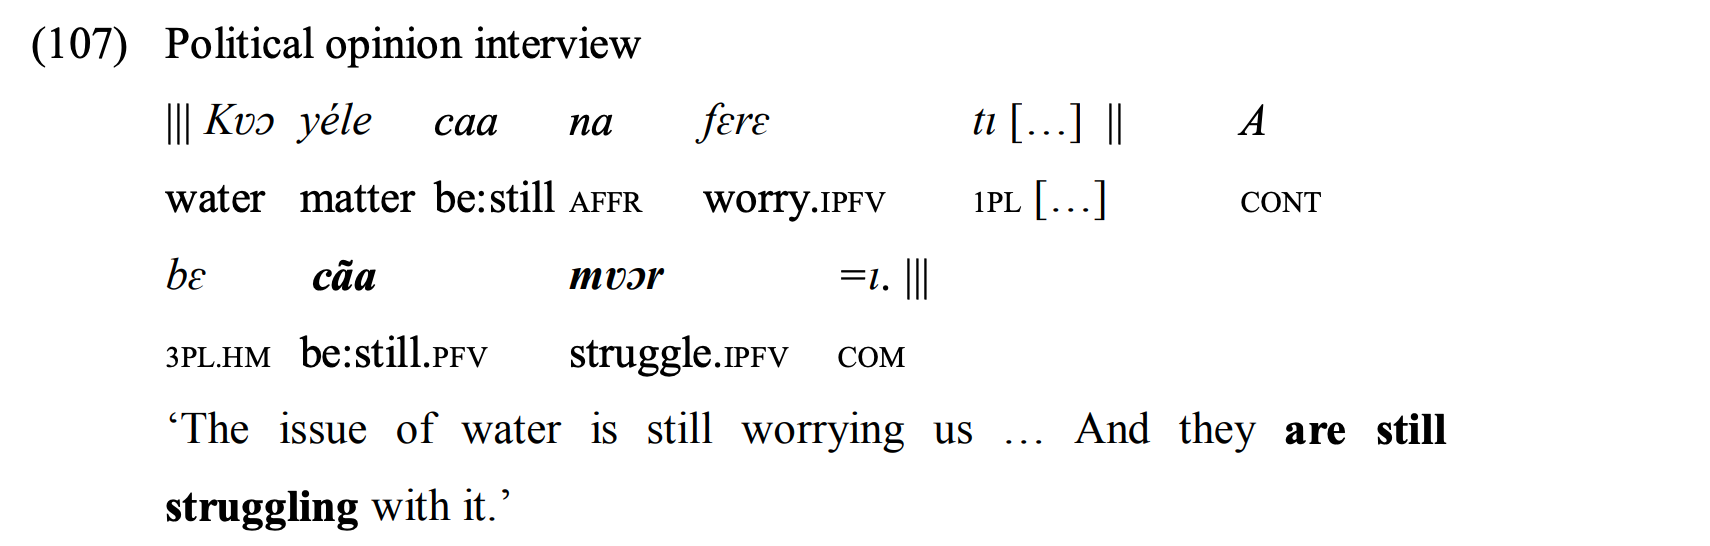 (107) Political opinion interview
||| Kʋɔ yéle caa na fɛrɛ tɩ […] || A
water matter be:still AFFR worry.IPFV 1PL […] CONT
bɛ cãa mʋɔr =ɩ. |||
3PL.HM be:still.PFV struggle.IPFV COM
‘The issue of water is still worrying us … And they are still
struggling with it.’